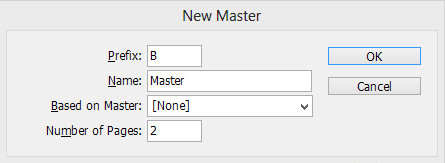 New Master
Prefix: B
OK
Name: Master
Cancel
Based on Master: [None]
Number of Pages: 2